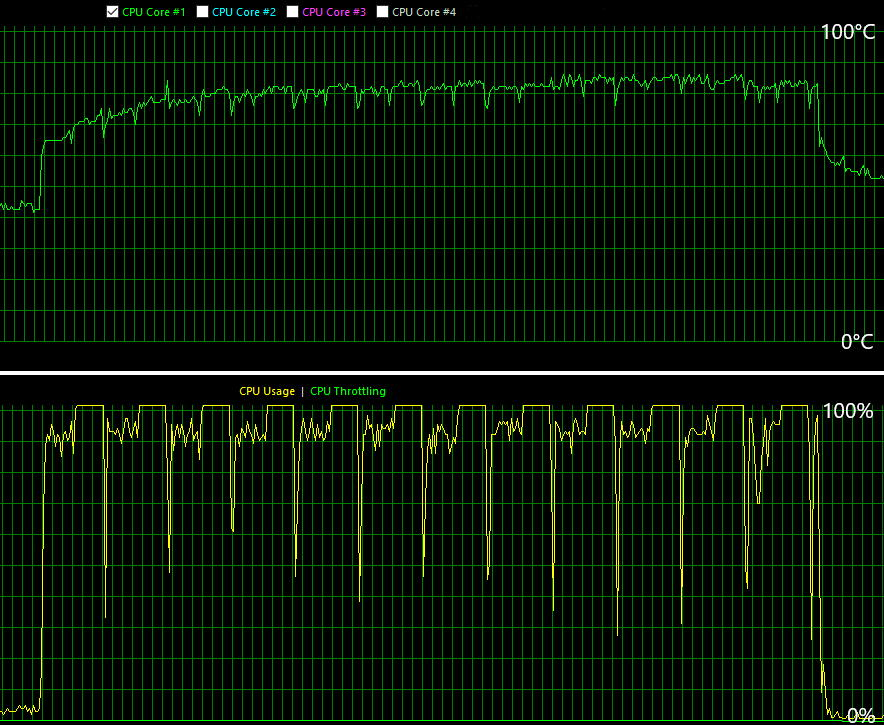 CPU Core #1 CPU Core #2 CPU Core #3 CPU Core #4
100°C
0°C
CPU Usage | CPU Throttling
100%
0%